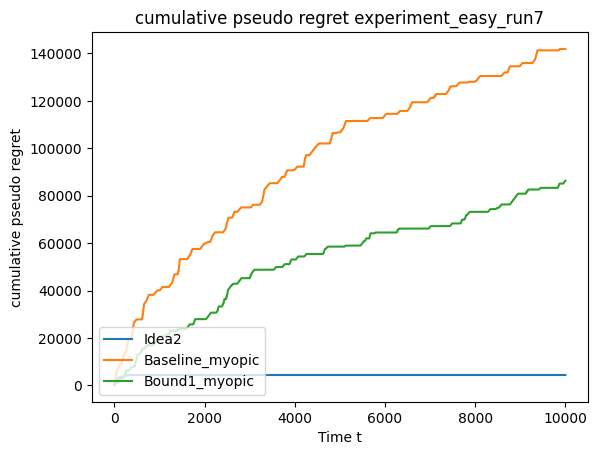 cumulative pseudo regret experiment_easy_run7
cumulative pseudo regret
140000
120000
100000
80000
60000
40000
20000
0
Idea2
Baseline_myopic
Bound1_myopic
0
2000
4000
6000
8000
10000
Time t